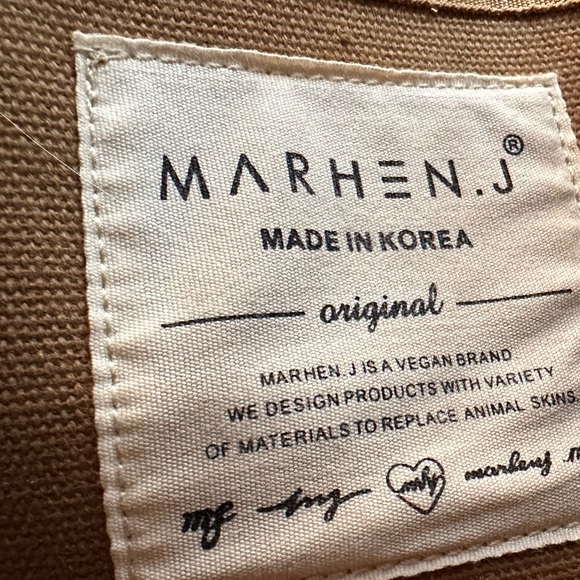 MARHEN.J®
MADE IN KOREA
original
MARHEN.J IS A VEGAN BRAND
WE DESIGN PRODUCTS WITH VARIETY
OF MATERIALS TO REPLACE ANIMAL SKINS.